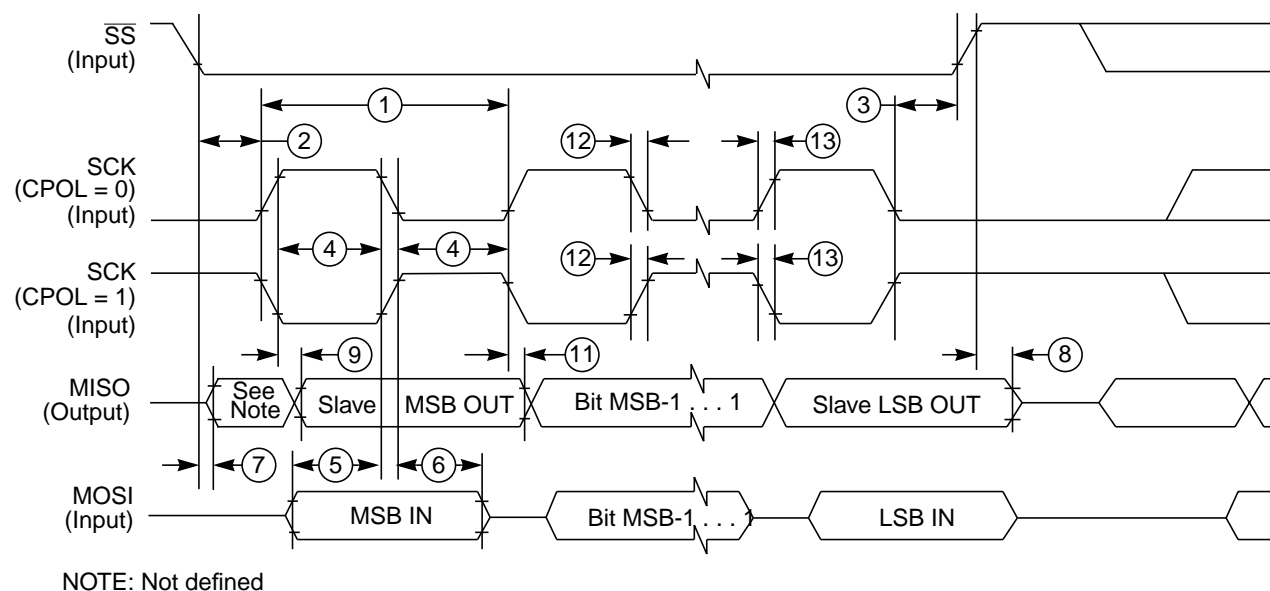 SS
(Input)
1
3
2
12
13
SCK
(CPOL = 0)
(Input)
4
4
SCK
(CPOL = 1)
(Input)
12
13
9
11
8
MISO
(Output)
See
Note
Slave
MSB OUT
Bit MSB-1 . . . 1
Slave LSB OUT
7
5
6
MOSI
(Input)
MSB IN
Bit MSB-1 . . . 1
LSB IN
NOTE: Not defined